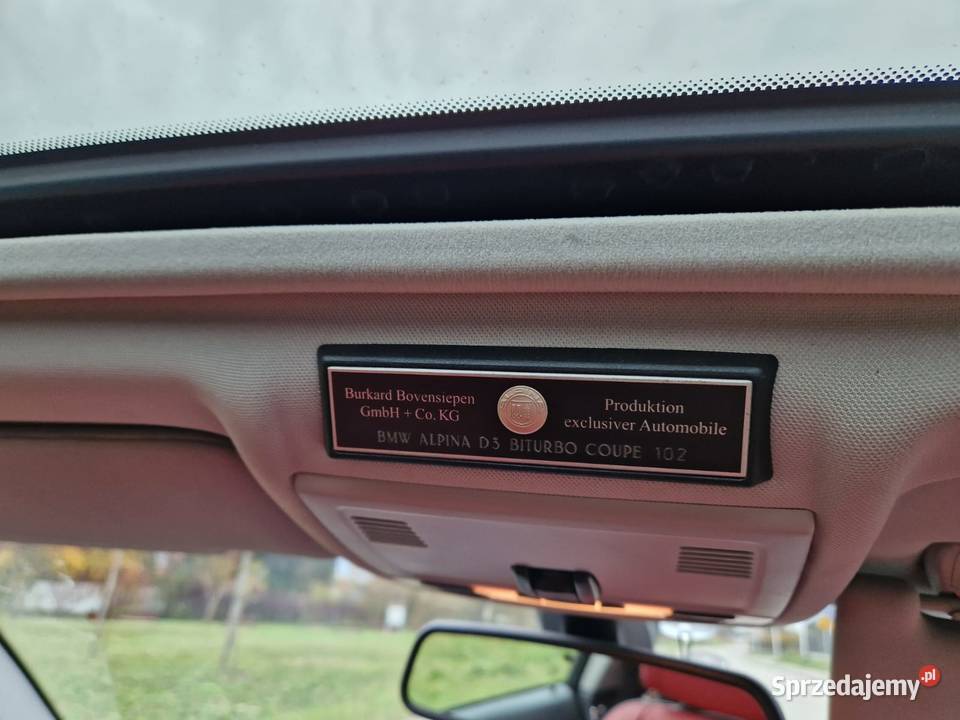 Burkard Bovensiepen
GmbH + Co. KG
Produktion
exclusiver Automobile
BMW ALPINA D3 BITURBO COUPE 102
Sprzedajemy.pl